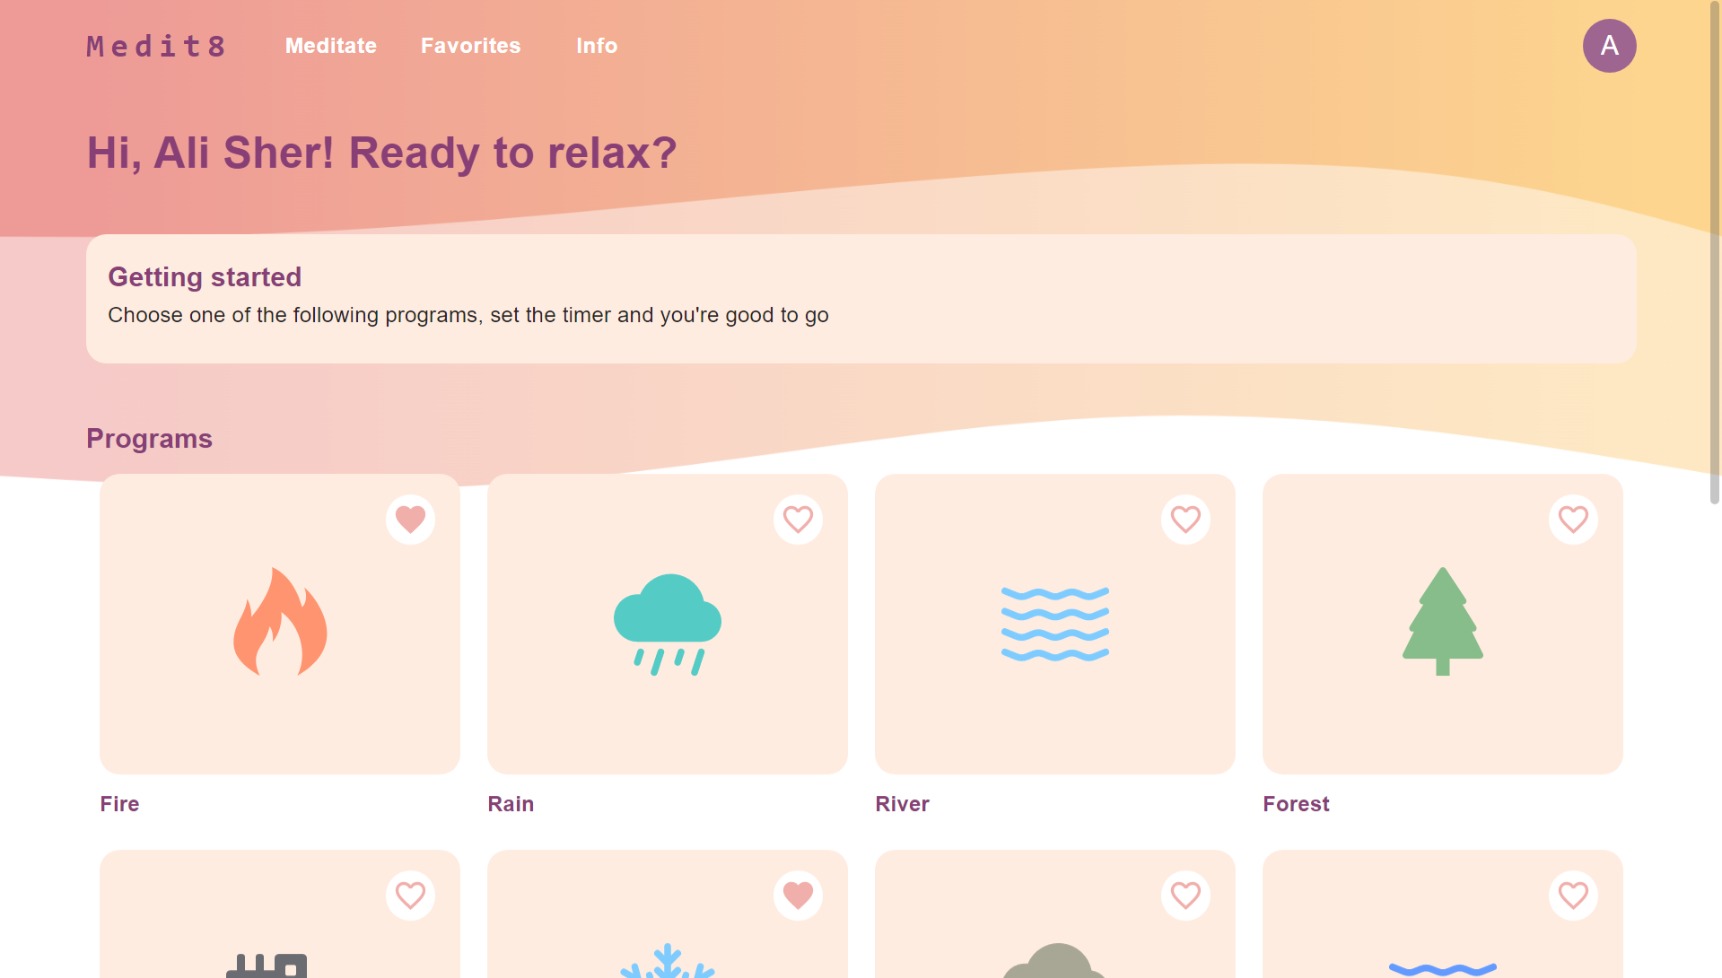 Medit8
Meditate
Favorites
Info
A
Hi, Ali Sher! Ready to relax?
Getting started
Choose one of the following programs, set the timer and you're good to go
Programs
Fire
Rain
River
Forest